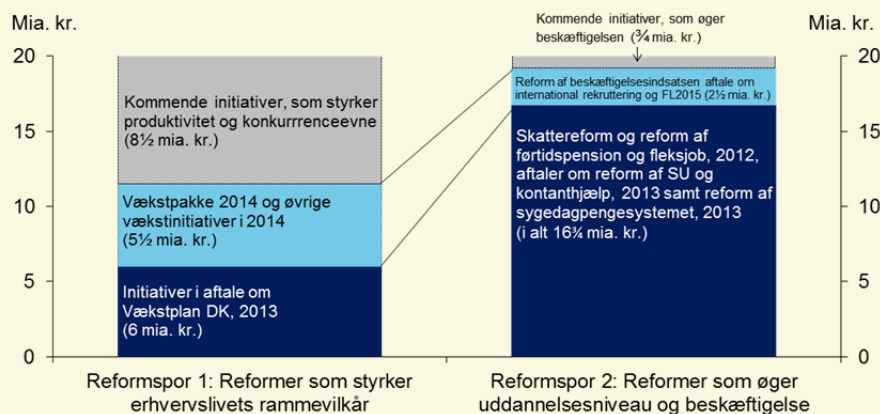 Mia. kr.
Mia. kr.
20
15
10
5
0
Kommende initiativer, som styrker
produktivitet og konkurrrenceevne
(8½ mia. kr.)
Vækstpakke 2014 og øvrige
vækstinitiativer i 2014
(5½ mia. kr.)
Initiativer i aftale om
Vækstplan DK, 2013
(6 mia. kr.)
Kommende initiativer, som øger
beskæftigelsen (¾ mia. kr.)
Reform af beskæftigelsesindsatsen aftale om
international rekruttering og FL2015 (2½ mia. kr.)
Skattereform og reform af
førtidspension og fleksjob, 2012,
aftaler om reform af SU og
kontanthjælp, 2013 samt reform af
sygedagpengesystemet, 2013
(i alt 16¾ mia. kr.)
20
15
10
5
0
Reformspor 1: Reformer som styrker
erhvervslivets rammevilkår
Reformspor 2: Reformer som øger
uddannelsesniveau og beskæftigelse